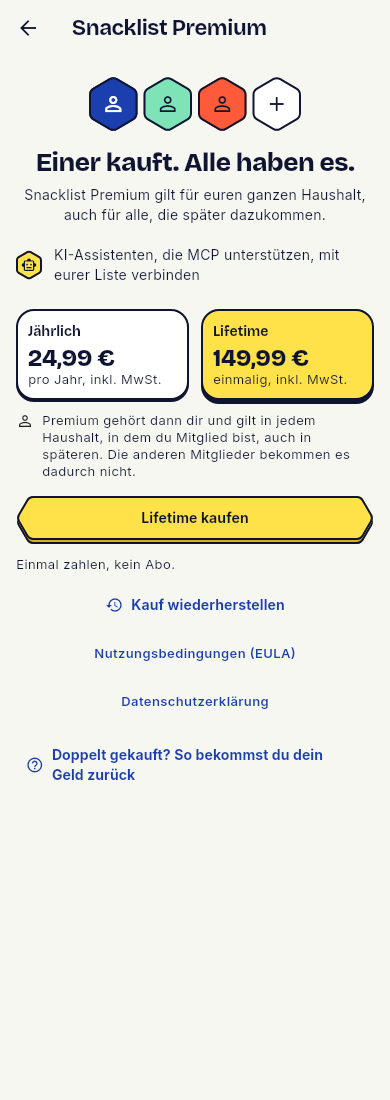 Snacklist Premium
Einer kauft. Alle haben es.
Snacklist Premium gilt für euren ganzen Haushalt,
auch für alle, die später dazukommen.
KI-Assistenten, die MCP unterstützen, mit
eurer Liste verbinden
Jährlich
24,99 €
pro Jahr, inkl. MwSt.
Lifetime
149,99 €
einmalig, inkl. MwSt.
Premium gehört dann dir und gilt in jedem
Haushalt, in dem du Mitglied bist, auch in
späteren. Die anderen Mitglieder bekommen es
dadurch nicht.
Lifetime kaufen
Einmal zahlen, kein Abo.
Kauf wiederherstellen
Nutzungsbedingungen (EULA)
Datenschutzerklärung
Doppelt gekauft? So bekommst du dein
Geld zurück